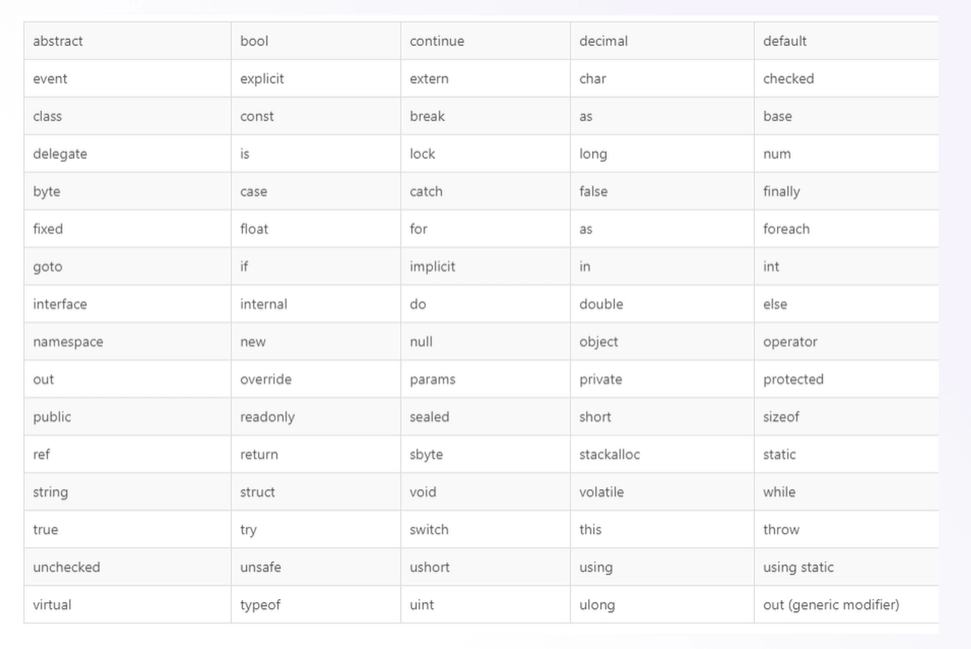 abstract bool continue decimal default
event explicit extern char checked
class const break as base
delegate is lock long num
byte case catch false finally
fixed float for as foreach
goto if implicit in int
interface internal do double else
namespace new null object operator
out override params private protected
public readonly sealed short sizeof
ref return sbyte stackalloc static
string struct void volatile while
true try switch this throw
unchecked unsafe ushort using using static
virtual typeof uint ulong out (generic modifier)